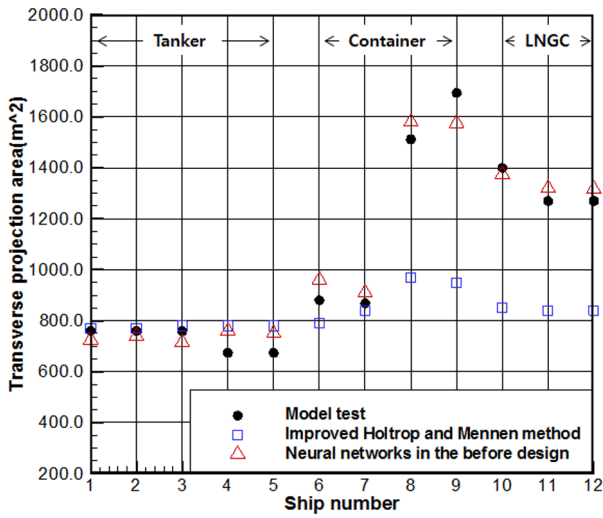 2000.0
Tanker
Container
LNGC
1800.0
1600.0
1400.0
1200.0
1000.0
800.0
600.0
400.0
200.0
Transverse projection area(m^2)
Model test
Improved Holtrop and Mennen method
Neural networks in the before design
1 2 3 4 5 6 7 8 9 10 11 12
Ship number